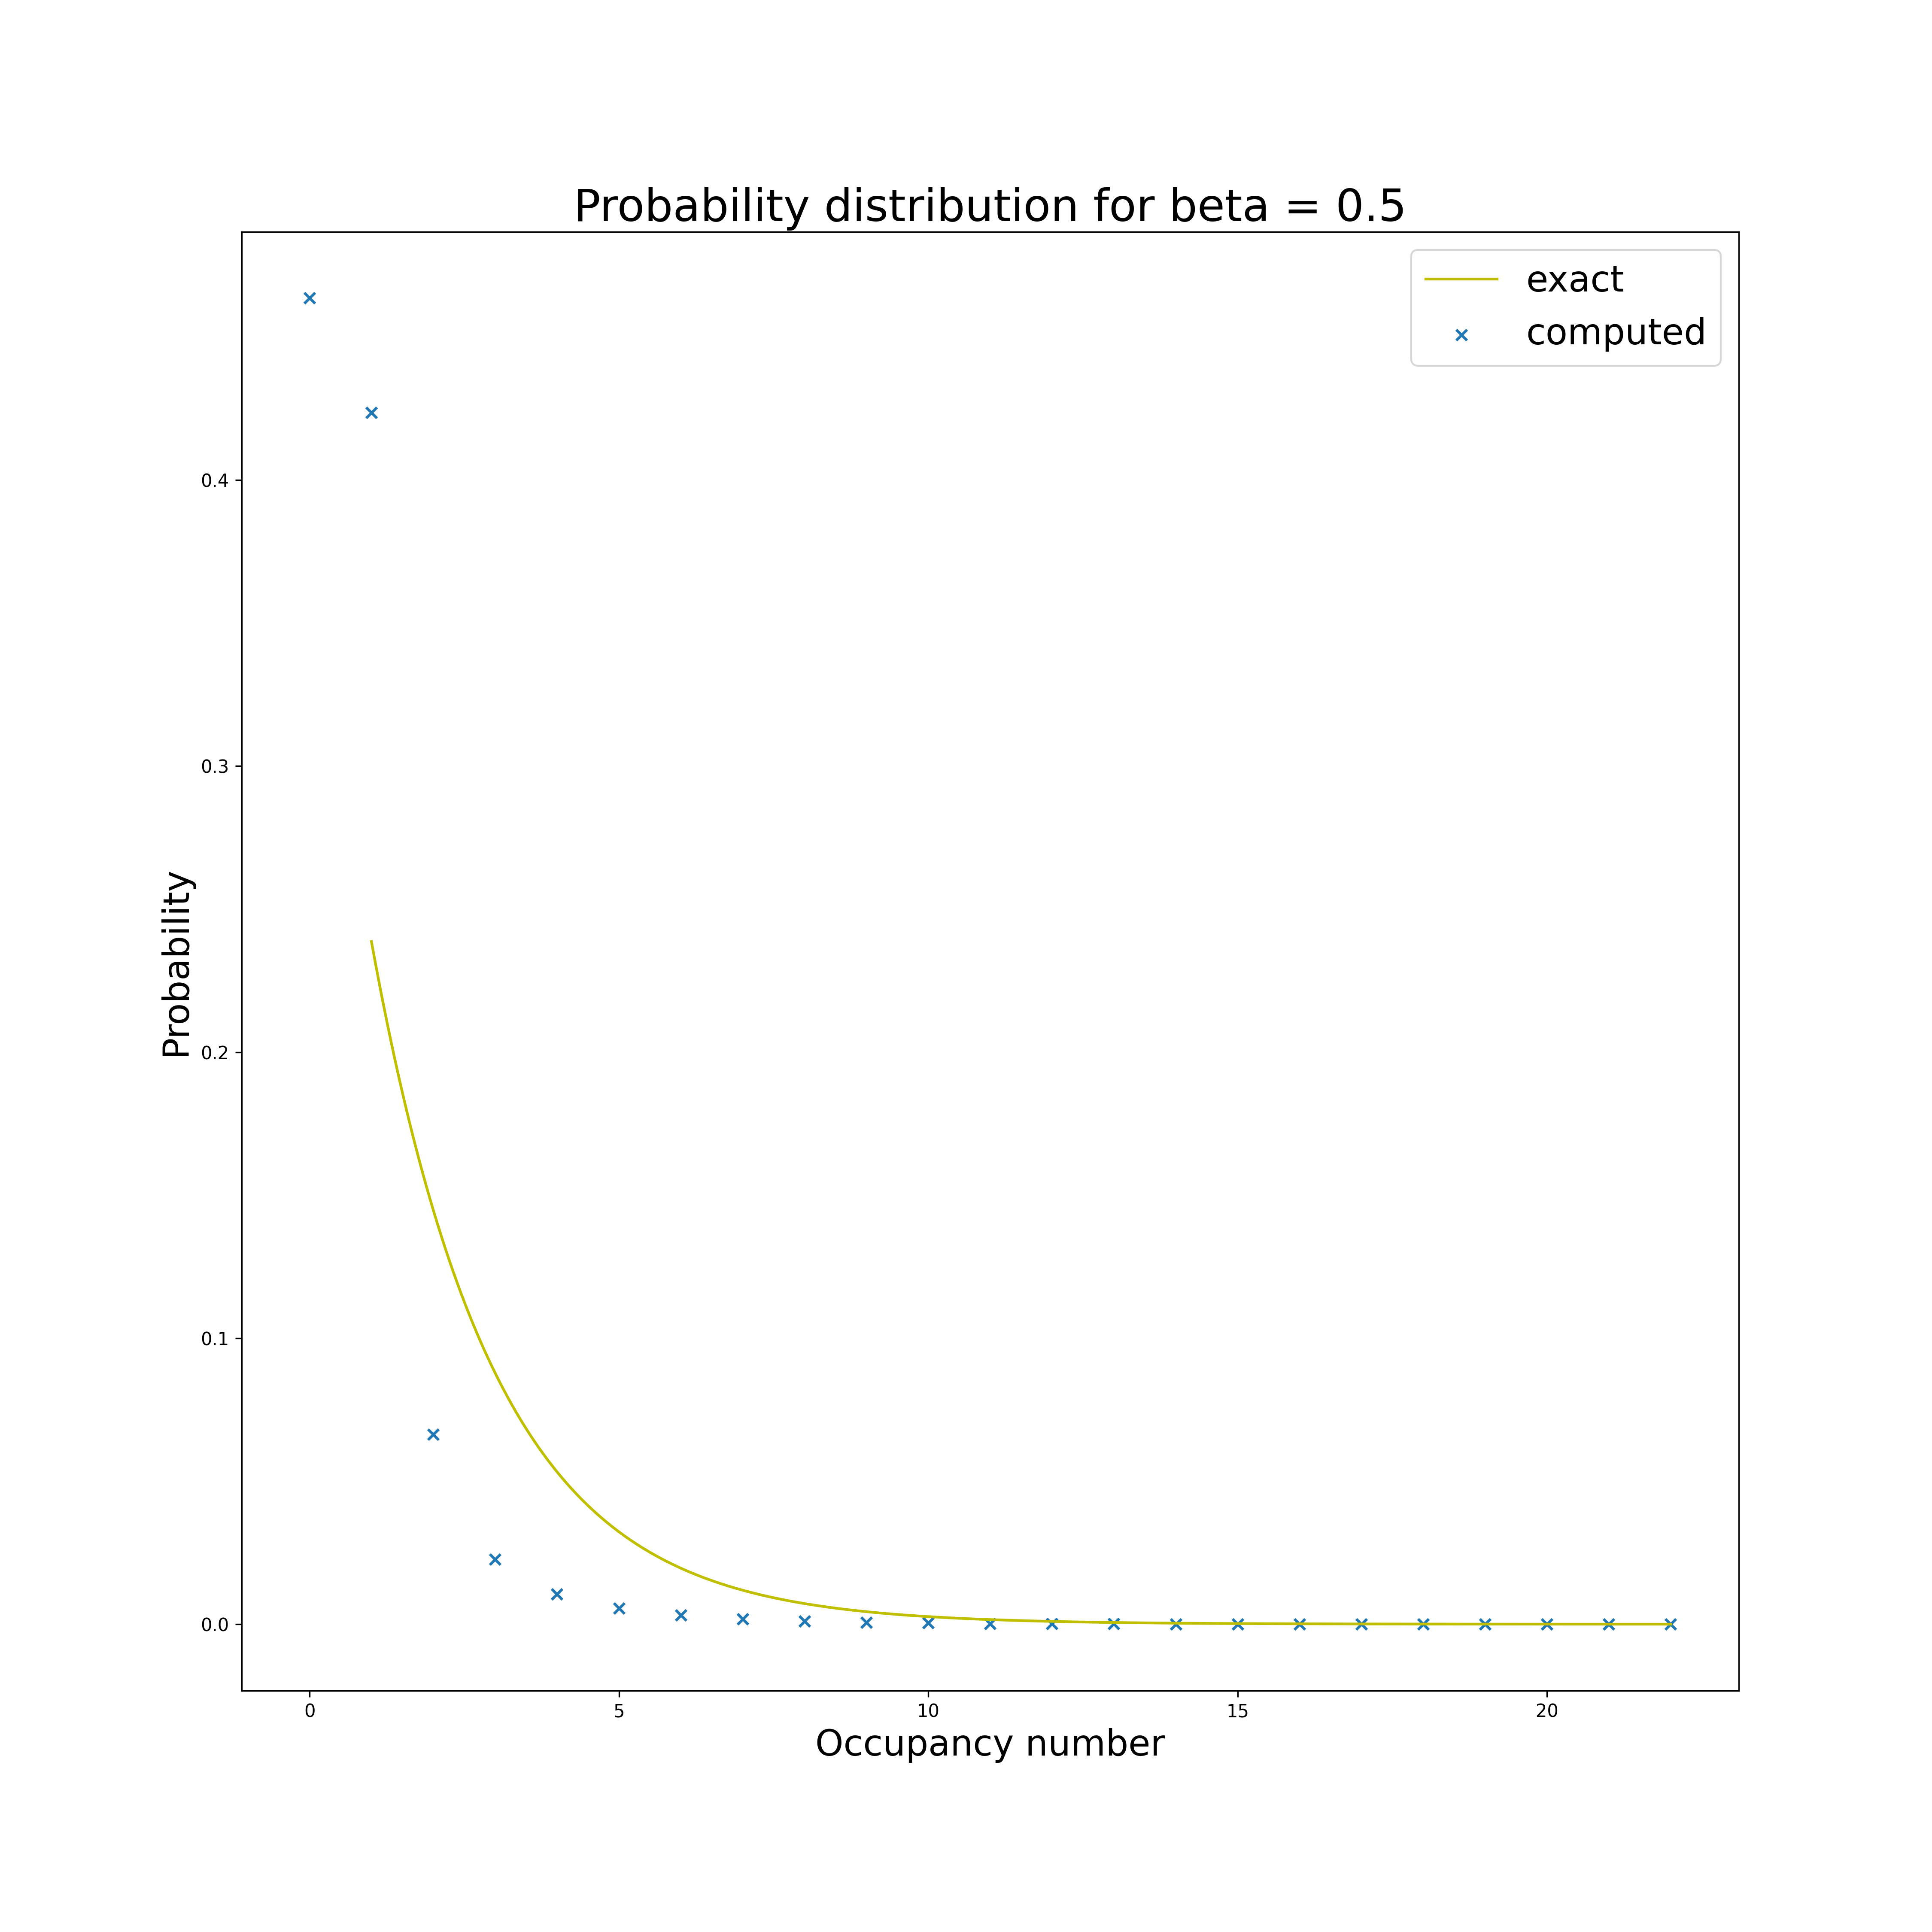 Probability distribution for beta = 0.5
exact
computed
0.4
0.3
0.2
0.1
0.0
Probability
0 5 10 15 20
Occupancy number